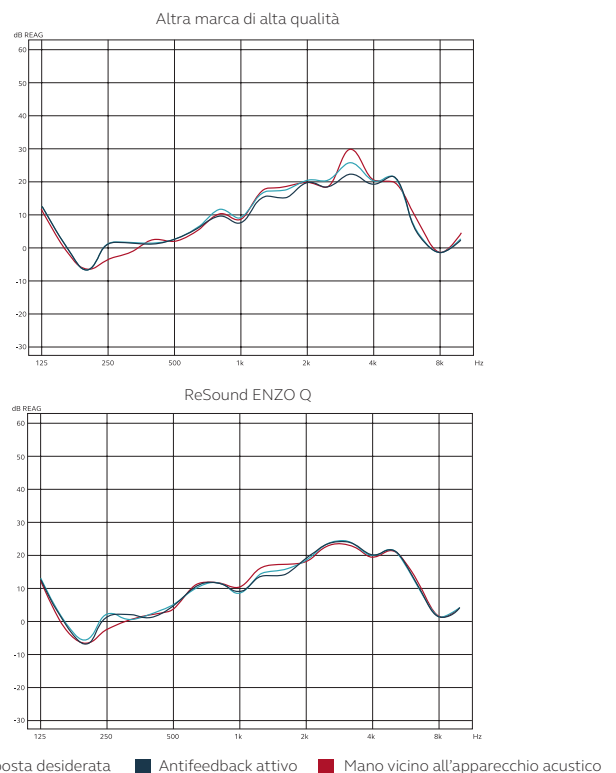 Altra marca di alta qualità
dB REAG
60
50
40
30
20
10
0
-10
-20
-30
125 250 500 1k 2k 4k 8k Hz
ReSound ENZO Q
dB REAG
60
50
40
30
20
10
0
-10
-20
-30
125 250 500 1k 2k 4k 8k Hz
desiderata Antifeedback attivo Mano vicino all'apparecchio acustico